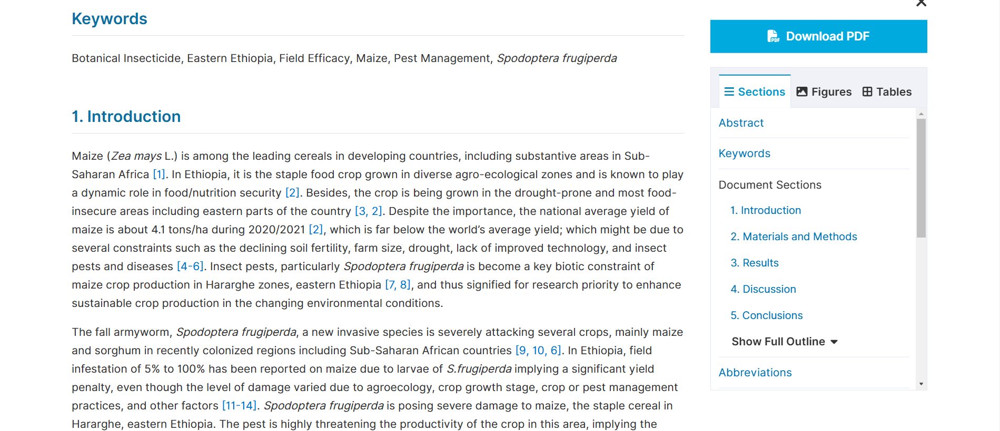 Keywords
Botanical Insecticide, Eastern Ethiopia, Field Efficacy, Maize, Pest Management, Spodoptera frugiperda
1. Introduction
Maize (Zea mays L.) is among the leading cereals in developing countries, including substantive areas in Sub-
Saharan Africa [1]. In Ethiopia, it is the staple food crop grown in diverse agro-ecological zones and is known to play
a dynamic role in food/nutrition security [2]. Besides, the crop is being grown in the drought-prone and most food-
insecure areas including eastern parts of the country [3, 2]. Despite the importance, the national average yield of
maize is about 4.1 tons/ha during 2020/2021 [2], which is far below the world’s average yield; which might be due to
several constraints such as the declining soil fertility, farm size, drought, lack of improved technology, and insect
pests and diseases [4-6]. Insect pests, particularly Spodoptera frugiperda is become a key biotic constraint of
maize crop production in Hararghe zones, eastern Ethiopia [7, 8], and thus signified for research priority to enhance
sustainable crop production in the changing environmental conditions.
The fall armyworm, Spodoptera frugiperda, a new invasive species is severely attacking several crops, mainly maize
and sorghum in recently colonized regions including Sub-Saharan African countries [9, 10, 6]. In Ethiopia, field
infestation of 5% to 100% has been reported on maize due to larvae of S.frugiperda implying a significant yield
penalty, even though the level of damage varied due to agroecology, crop growth stage, crop or pest management
practices, and other factors [11-14]. Spodoptera frugiperda is posing severe damage to maize, the staple cereal in
Hararghe, eastern Ethiopia. The pest is highly threatening the productivity of the crop in this area, implying the
PDF Download PDF
Sections Figures Tables
Abstract
Keywords
Document Sections
1. Introduction
2. Materials and Methods
3. Results
4. Discussion
5. Conclusions
Show Full Outline
Abbreviations